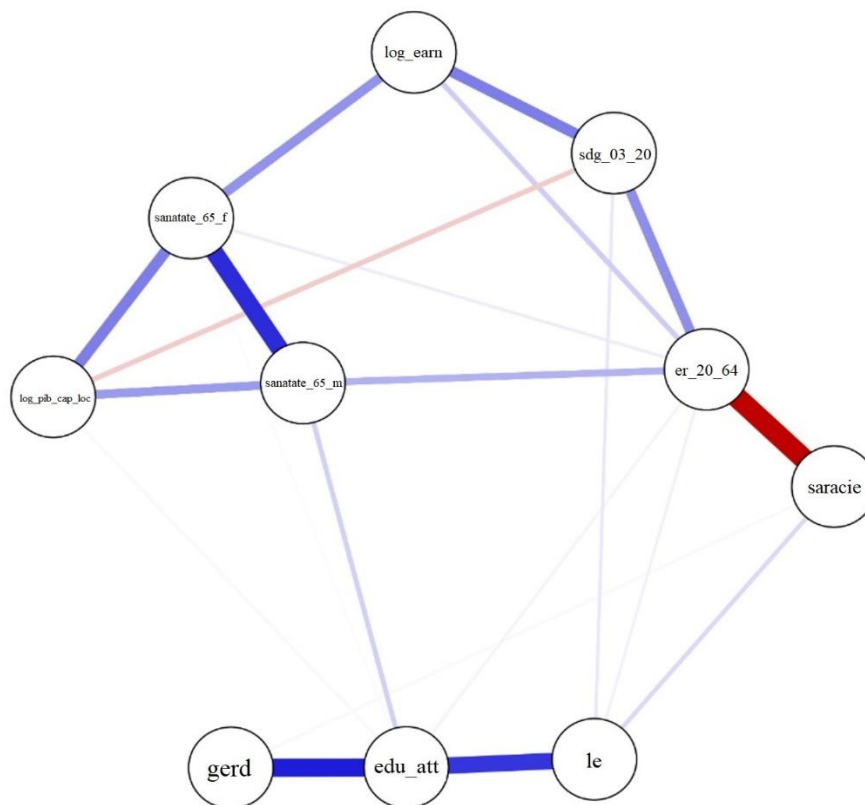 log_earn
sdg_03_20
sanatate_65_f
er_20_64
sanatate_65_m
log_pib_cap_loc
saracie
gerd
edu_att
le